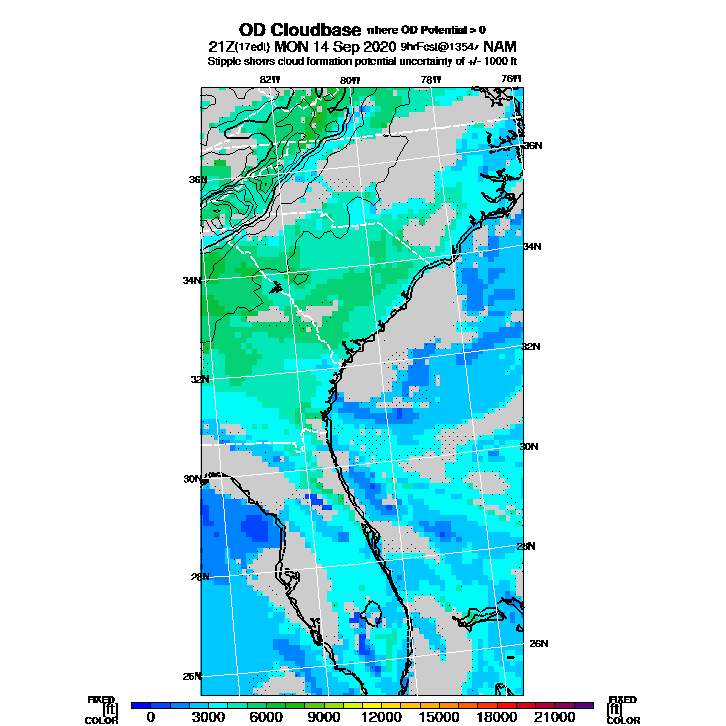 OD Cloudbase where OD Potential > 0
21Z(17edt) MON 14 Sep 2020 9hrFcst@1354z NAM
Stipple shows cloud formation potential uncertainty of +/- 1000 ft
82W 80W 78W 76W
36N
36N
34N
34N
32N
32N
30N
30N
28N
28N
26N
26N
FIXED FIXED
[ft] [ft]
COLOR 0 3000 6000 9000 12000 15000 18000 21000 COLOR